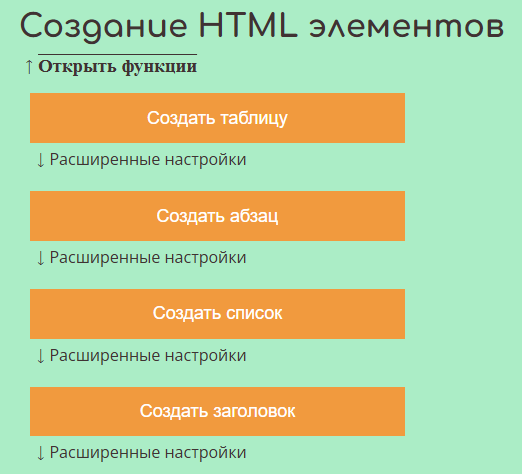 Создание HTML элементов
↑ Открыть функции
Создать таблицу
↓ Расширенные настройки
Создать абзац
↓ Расширенные настройки
Создать список
↓ Расширенные настройки
Создать заголовок
↓ Расширенные настройки